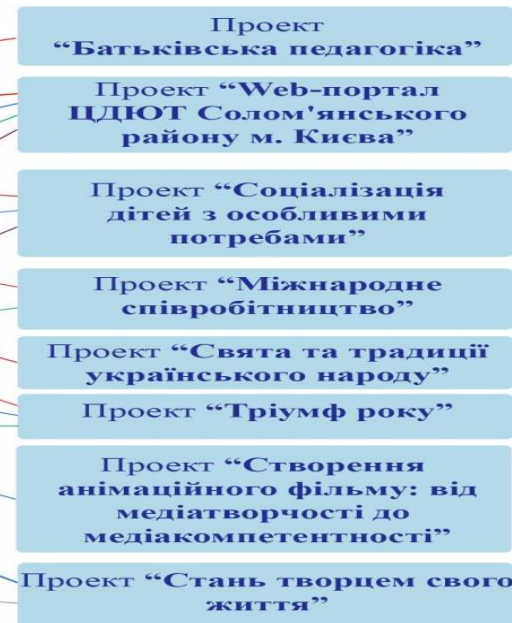 Проект
“Батьківська педагогіка”
Проект “Web-портал
ЦДЮТ Солом'янського
району м. Києва”
Проект “Соціалізація
дітей з особливими
потребами”
Проект “Міжнародне
співробітництво”
Проект “Свята та традиції
українського народу”
Проект “Тріумф року”
Проект “Створення
анімаційного фільму: від
медіатворчості до
медіакомпетентності”
Проект “Стань творцем свого
життя”